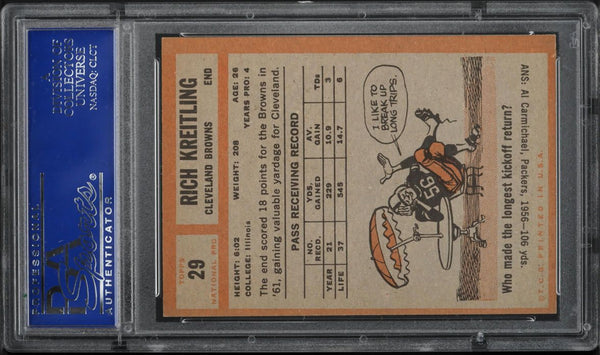 A
DIVISION OF
COLLECTORS
UNIVERSE
NASDAQ: CLCT
PROFESSIONAL
PSA
Sports
AUTHENTICATOR
TOPPS
29
NATIONAL PRO
RICH KREITLING
CLEVELAND BROWNS END
HEIGHT: 6:02 WEIGHT: 208 AGE: 26
COLLEGE: Illinois YEARS PRO: 4
The end scored 18 points for the Browns in
'61, gaining valuable yardage for Cleveland.
PASS RECEIVING RECORD
NO. RECD. YDS. GAINED AV. GAIN TDs
YEAR 21 229 10.9 3
LIFE 37 545 14.7 6
I LIKE TO
BREAK UP
LONG TRIPS.
95
Who made the longest kickoff return?
ANS: Al Carmichael, Packers, 1956—106 yds.
© T.C.G. PRINTED IN U.S.A.